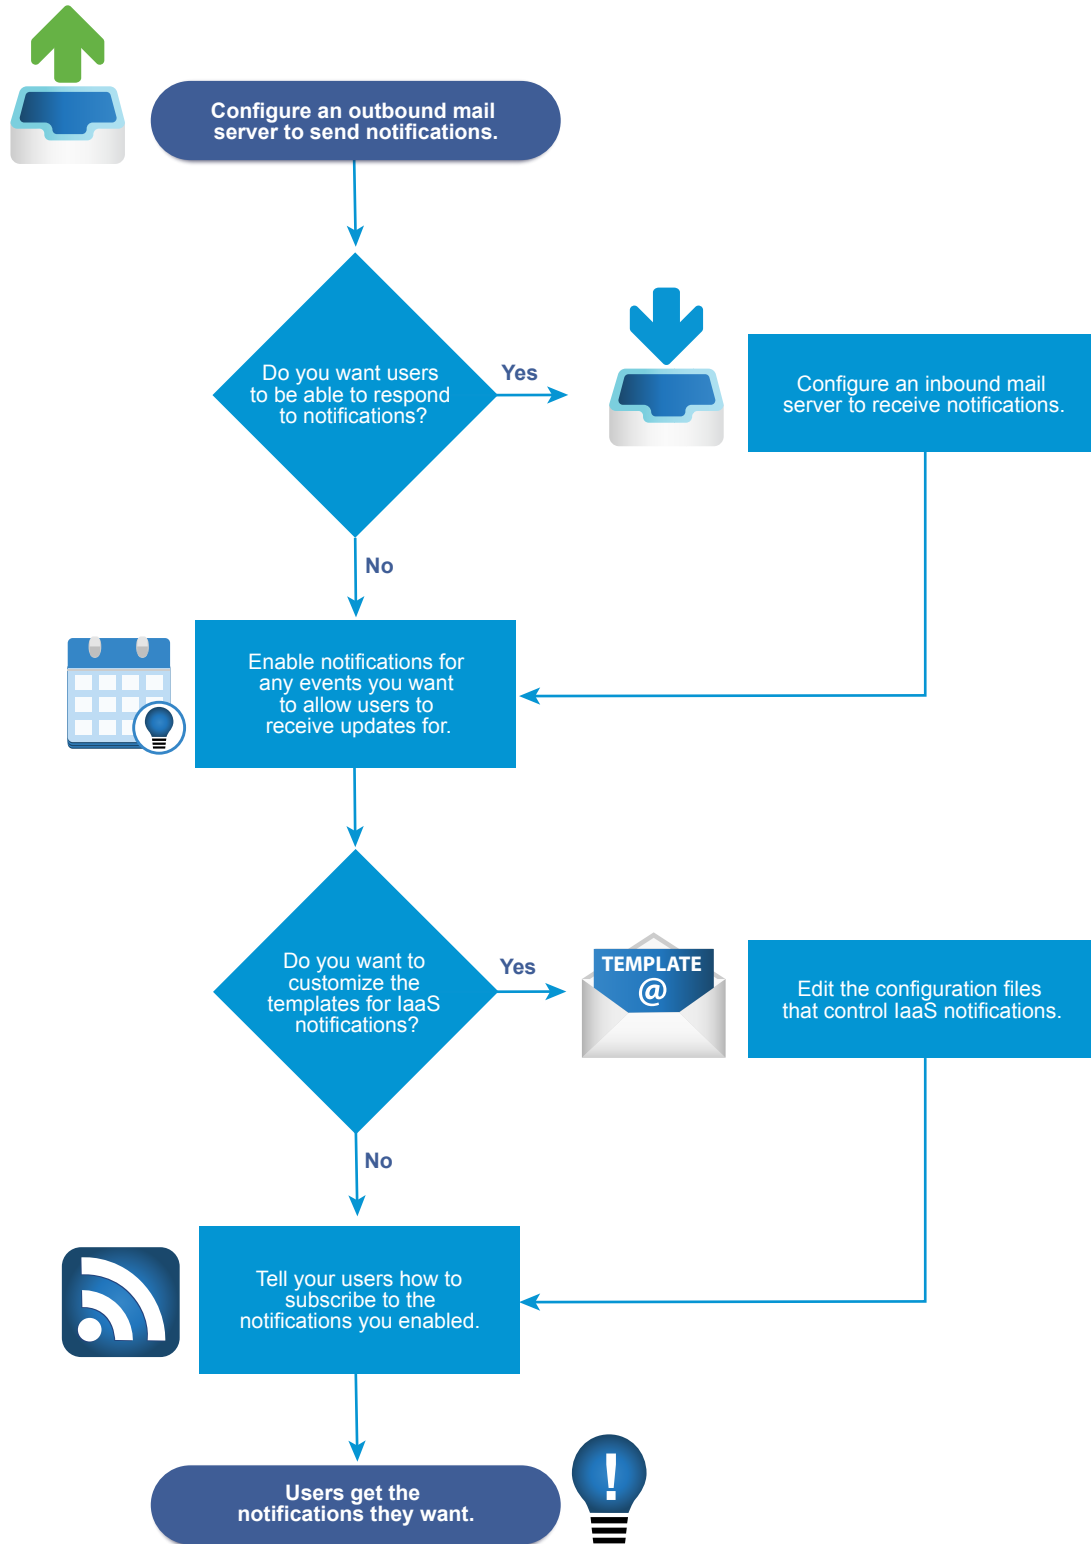 Configure an outbound mail
server to send notifications.
Do you want users
to be able to respond
to notifications?
Yes
Configure an inbound mail
server to receive notifications.
No
Enable notifications for
any events you want
to allow users to
receive updates for.
Do you want to
customize the
templates for IaaS
notifications?
Yes
TEMPLATE
@
Edit the configuration files
that control IaaS notifications.
No
Tell your users how to
subscribe to the
notifications you enabled.
Users get the
notifications they want.
!